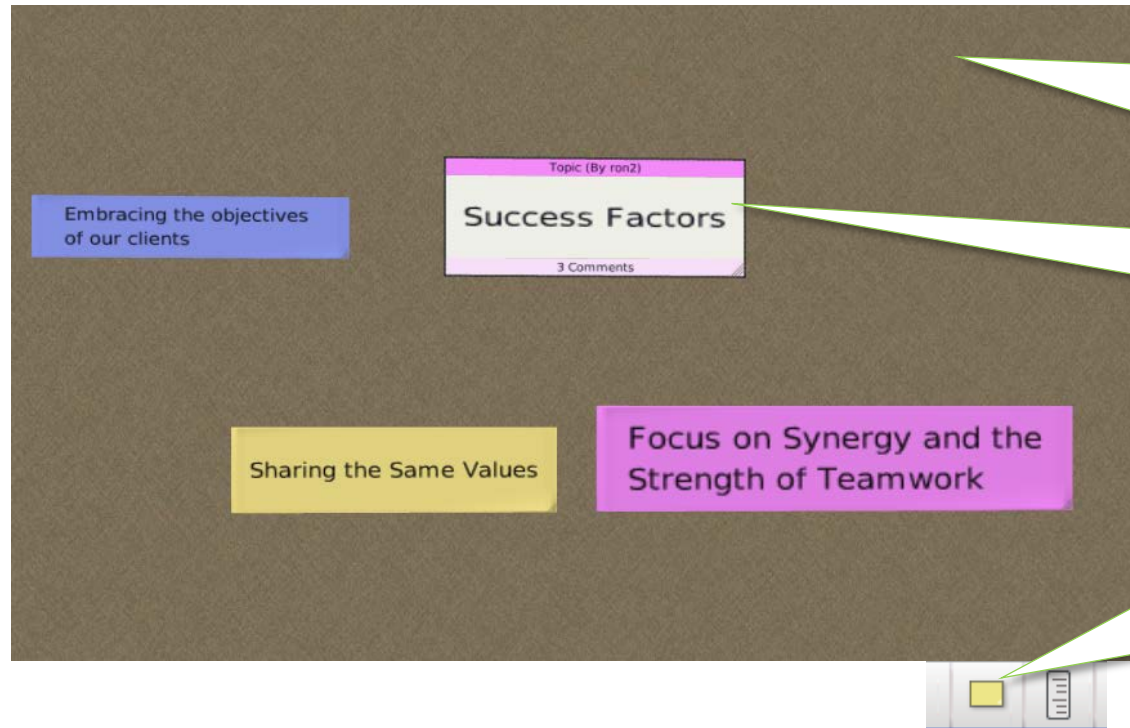 Topic (By ron2)
Success Factors
3 Comments
Embracing the objectives
of our clients
Sharing the Same Values
Focus on Synergy and the
Strength of Teamwork